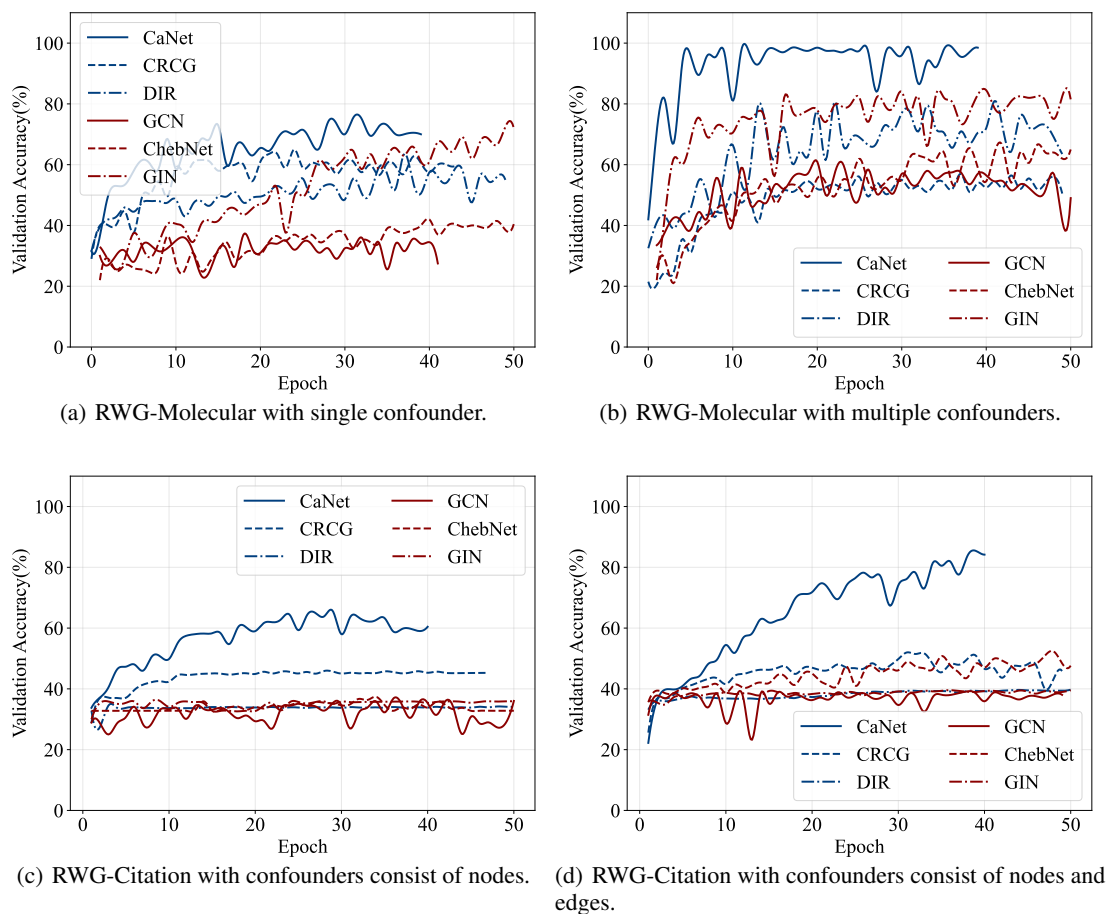 CaNet
CRCG
DIR
GCN
ChebNet
GIN
Validation Accuracy(%)
100
80
60
40
20
0
0 10 20 30 40 50
Epoch
(a) RWG-Molecular with single confounder.
Validation Accuracy(%)
100
80
60
40
20
0
CaNet GCN
CRCG ChebNet
DIR GIN
0 10 20 30 40 50
Epoch
(b) RWG-Molecular with multiple confounders.
Validation Accuracy(%)
100
80
60
40
20
0
CaNet GCN
CRCG ChebNet
DIR GIN
0 10 20 30 40 50
Epoch
(c) RWG-Citation with confounders consist of nodes.
Validation Accuracy(%)
100
80
60
40
20
0
CaNet GCN
CRCG ChebNet
DIR GIN
0 10 20 30 40 50
Epoch
(d) RWG-Citation with confounders consist of nodes and
edges.